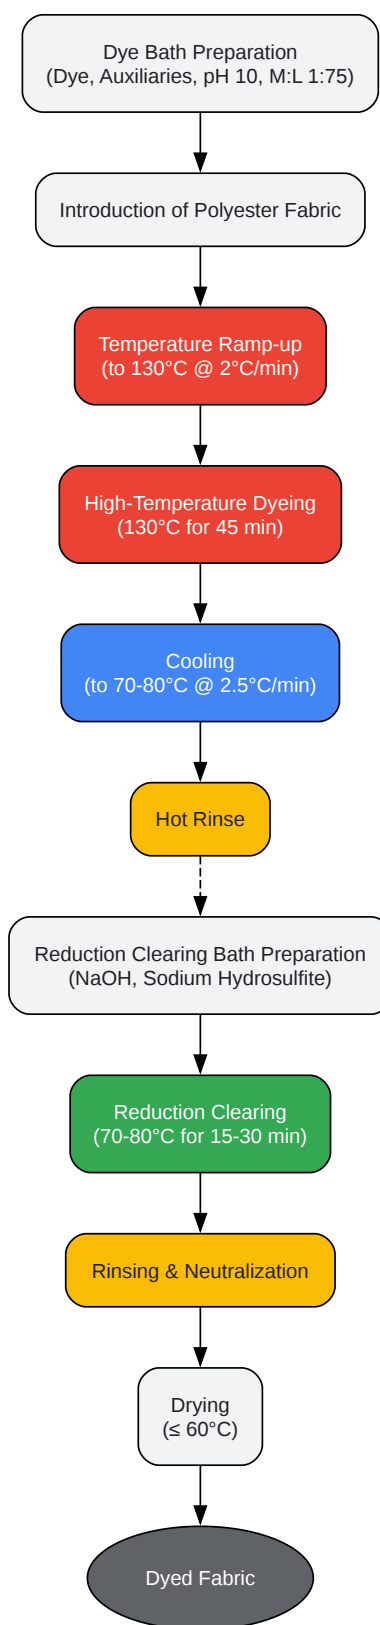 Dye Bath Preparation
(Dye, Auxiliaries, pH 10, M:L 1:75)
Introduction of Polyester Fabric
Temperature Ramp-up
(to 130°C @ 2°C/min)
High-Temperature Dyeing
(130°C for 45 min)
Cooling
(to 70-80°C @ 2.5°C/min)
Hot Rinse
Reduction Clearing Bath Preparation
(NaOH, Sodium Hydrosulfite)
Reduction Clearing
(70-80°C for 15-30 min)
Rinsing & Neutralization
Drying
(≤ 60°C)
Dyed Fabric